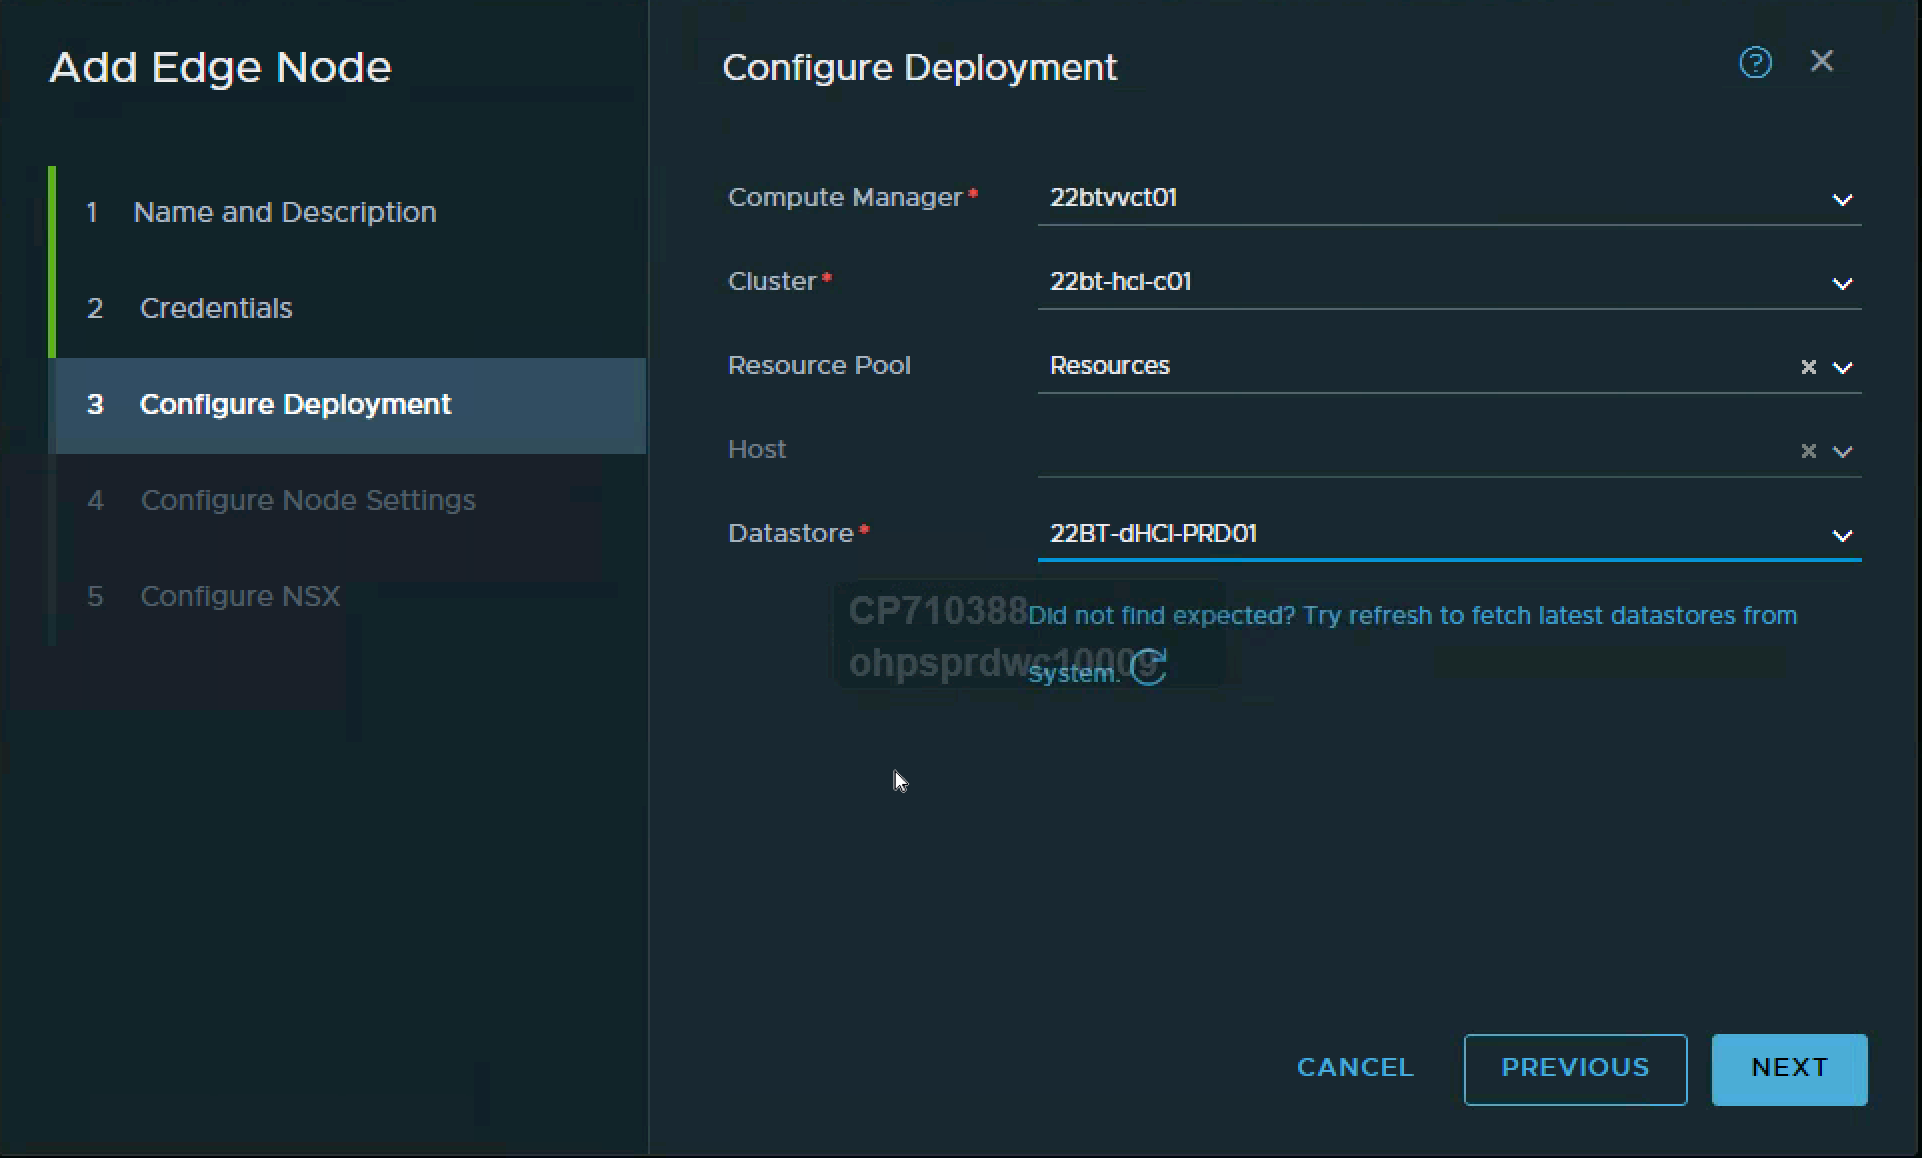 Add Edge Node
1 Name and Description
2 Credentials
3 Configure Deployment
4 Configure Node Settings
5 Configure NSX
Configure Deployment
?
Compute Manager* 22btvvct01
Cluster* 22bt-hci-c01
Resource Pool Resources
Host
Datastore* 22BT-dHCI-PRD01
CP710388
ohpsprdwc10009
Did not find expected? Try refresh to fetch latest datastores from
System.
CANCEL PREVIOUS NEXT